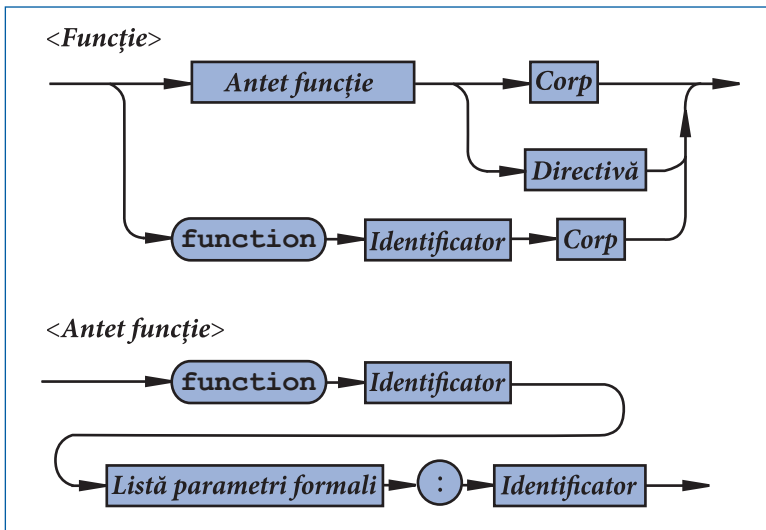 <Funcție>
Antet funcție Corp
Directivă
function Identificator Corp
<Antet funcție>
function Identificator
Listă parametri formali : Identificator